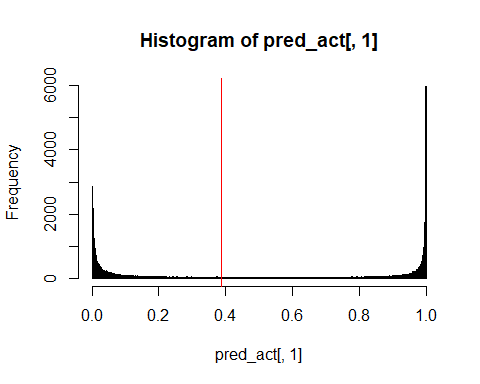 Histogram of pred_act[, 1]
Frequency
6000
4000
2000
0
0.0 0.2 0.4 0.6 0.8 1.0
pred_act[, 1]